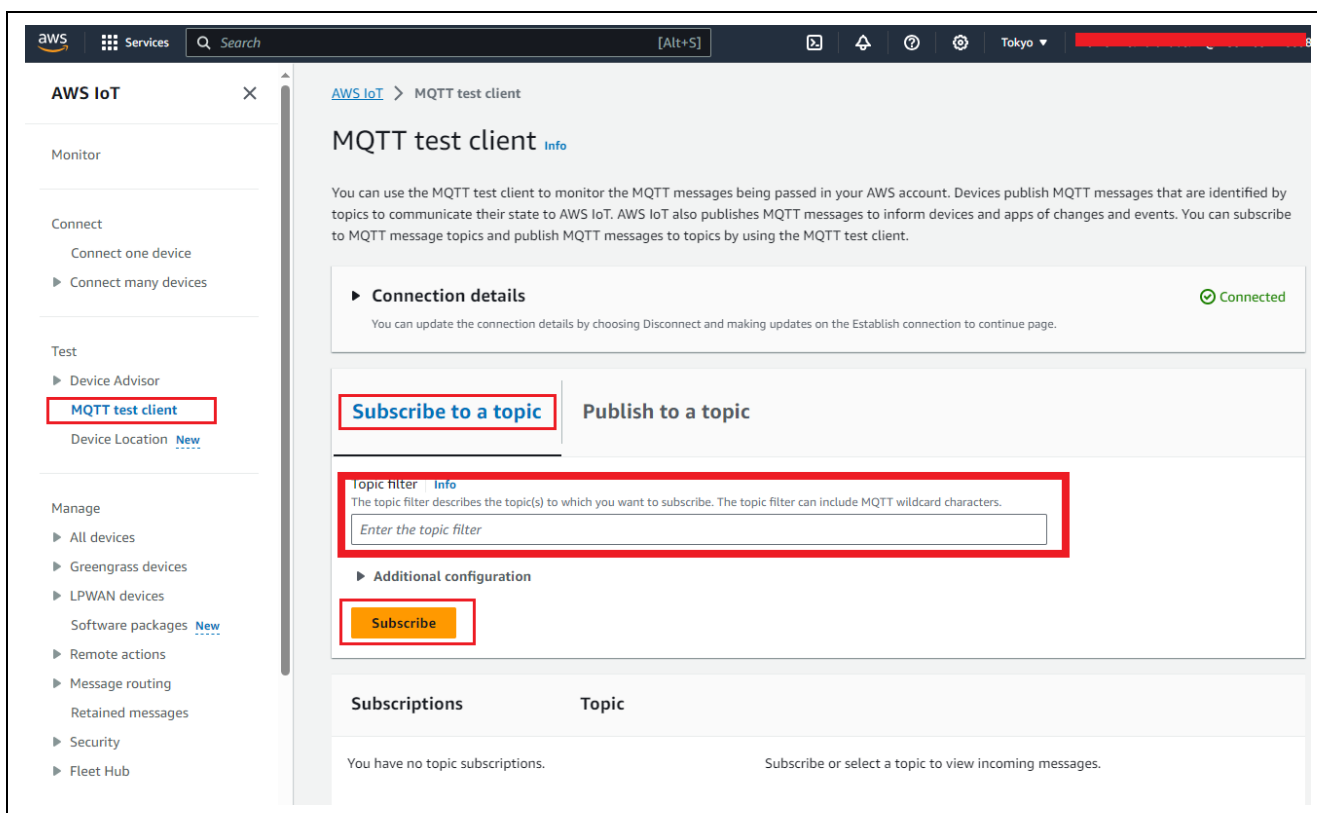 aws
Services
Search
[Alt+S]
Tokyo
AWS IoT
Monitor
Connect
Connect one device
Connect many devices
Test
Device Advisor
MQTT test client
Device Location New
Manage
All devices
Greengrass devices
LPWAN devices
Software packages New
Remote actions
Message routing
Retained messages
Security
Fleet Hub
AWS IoT > MQTT test client
MQTT test client Info
You can use the MQTT test client to monitor the MQTT messages being passed in your AWS account. Devices publish MQTT messages that are identified by
topics to communicate their state to AWS IoT. AWS IoT also publishes MQTT messages to inform devices and apps of changes and events. You can subscribe
to MQTT message topics and publish MQTT messages to topics by using the MQTT test client.
Connection details
Connected
You can update the connection details by choosing Disconnect and making updates on the Establish connection to continue page.
Subscribe to a topic
Publish to a topic
Topic filter Info
The topic filter describes the topic(s) to which you want to subscribe. The topic filter can include MQTT wildcard characters.
Enter the topic filter
Additional configuration
Subscribe
Subscriptions
Topic
You have no topic subscriptions.
Subscribe or select a topic to view incoming messages.